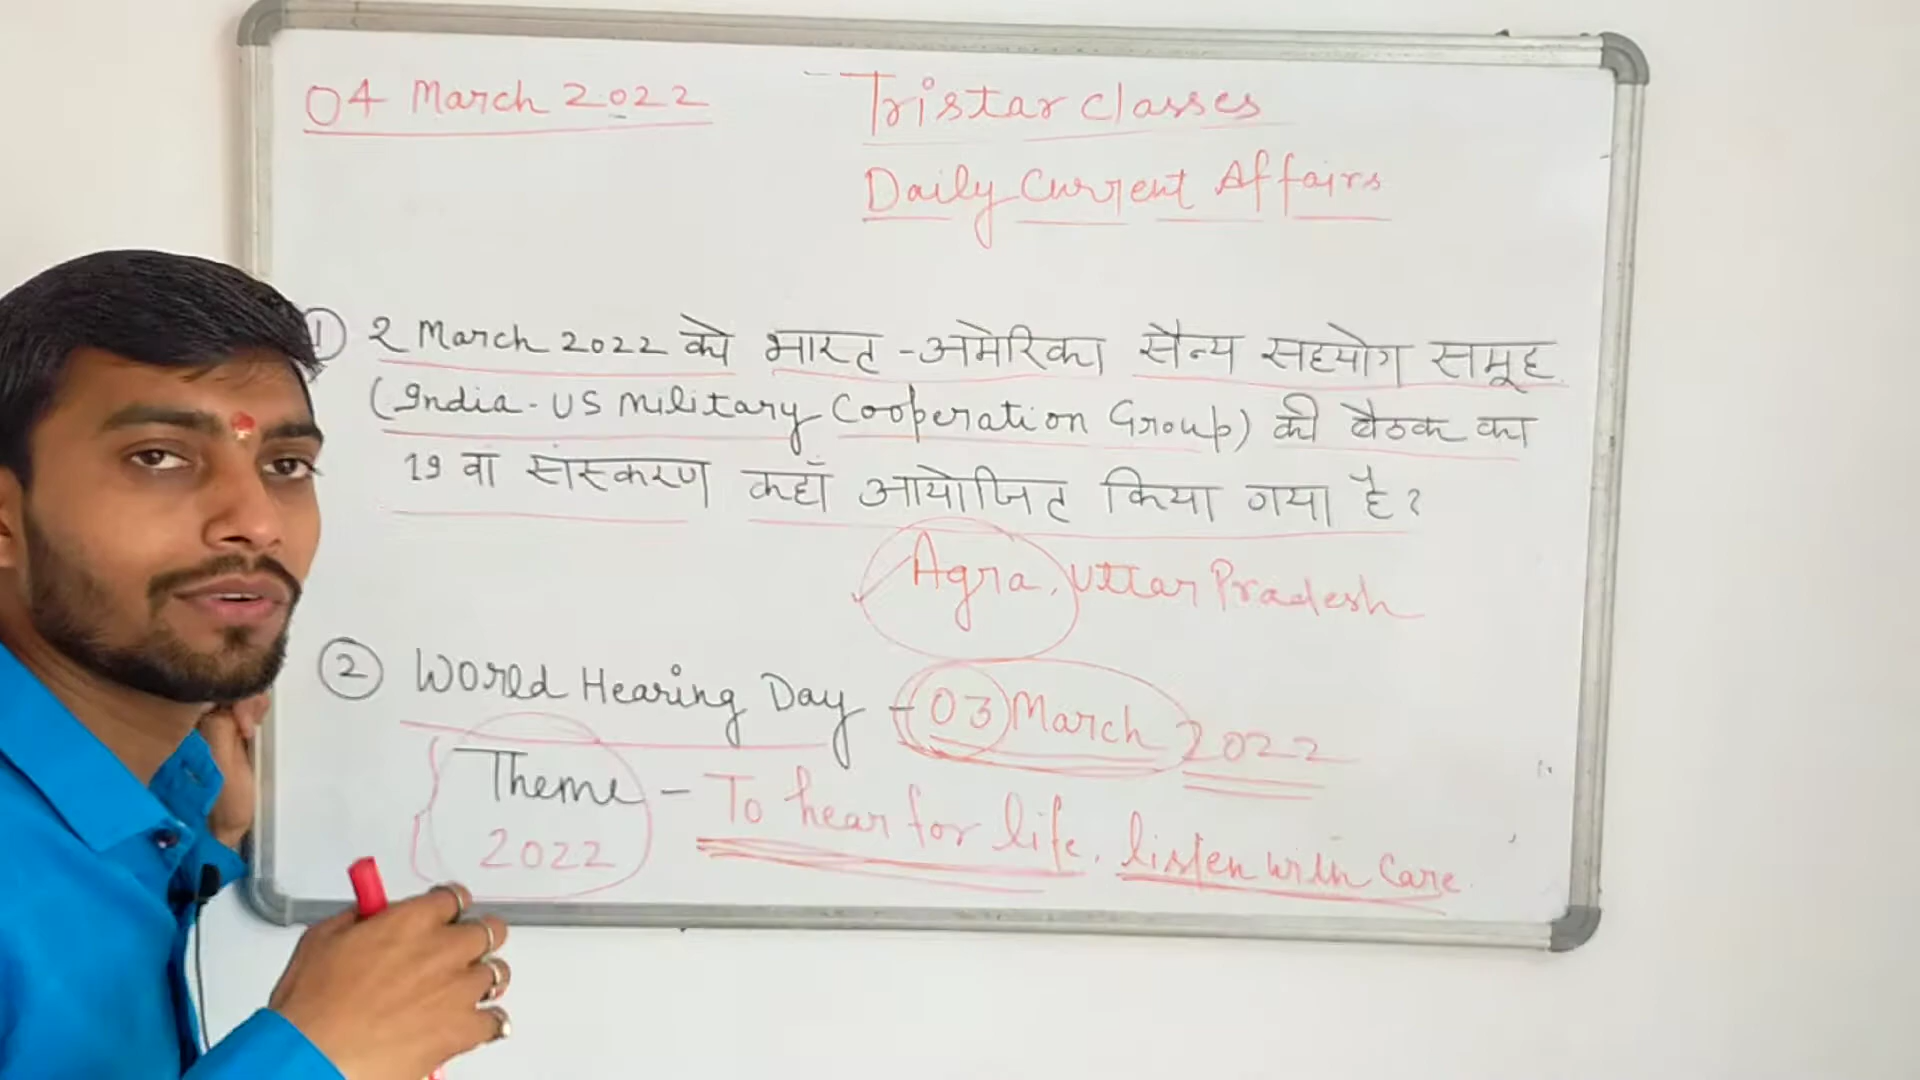 04 March 2022
Tristar Classes
Daily Current Affairs
① 2 March 2022 को भारत - अमेरिका सैन्य सहयोग समूह
(India - US Military Cooperation Group) की बैठक का
19 वा संस्करण कहाँ आयोजित किया गया है ?
Agra, Uttar Pradesh
② World Hearing Day - 03 March 2022
Theme - To hear for life, listen with Care.
2022